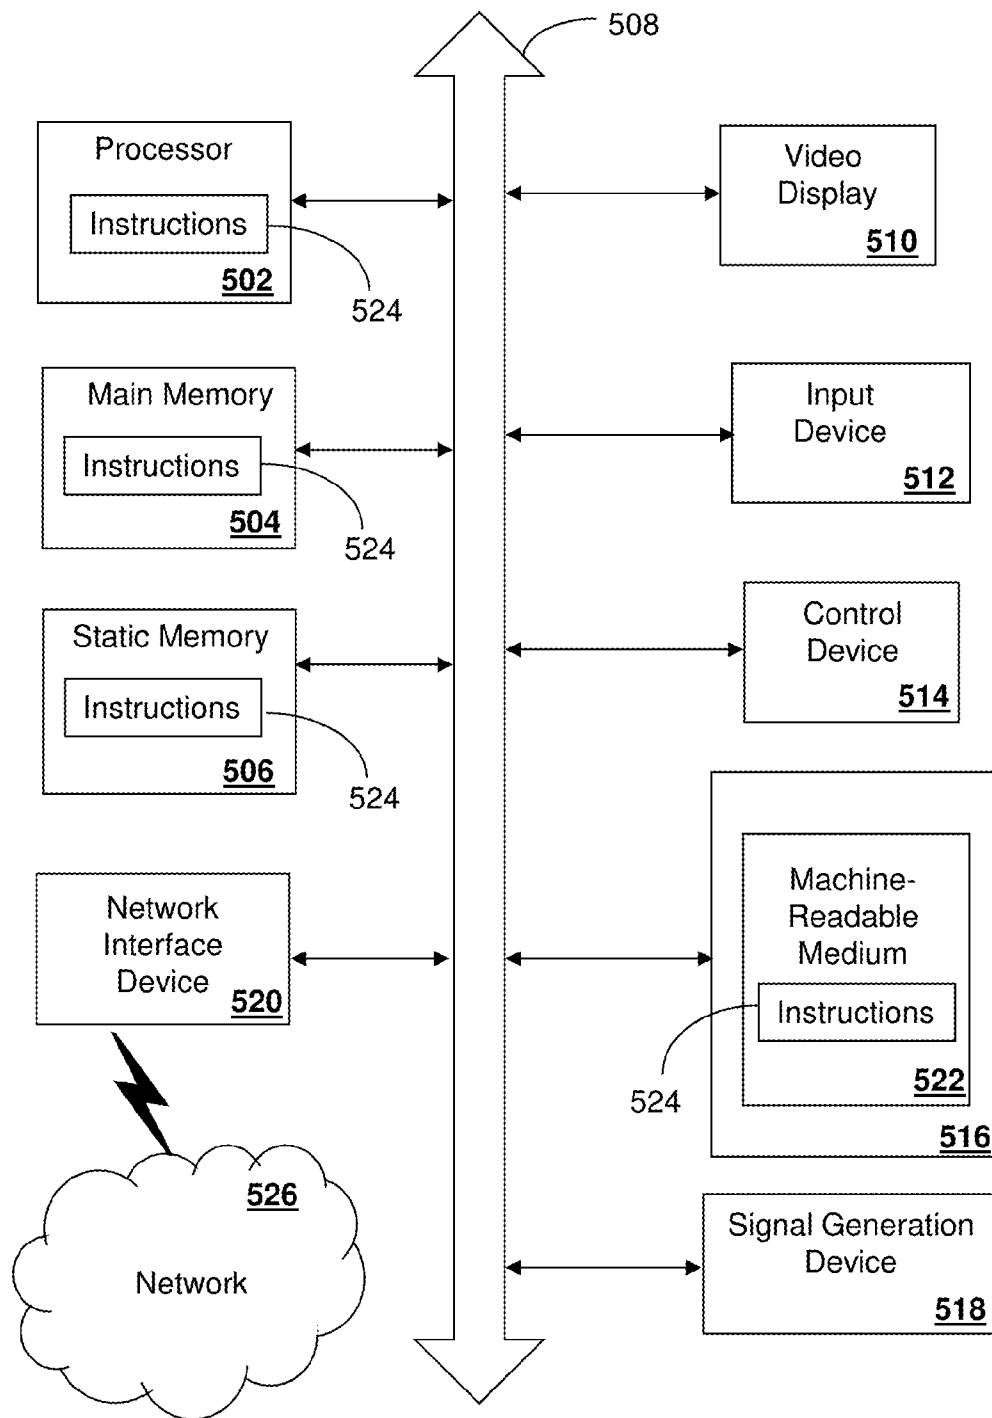 508
Processor
Instructions
502
524
Main Memory
Instructions
504
524
Static Memory
Instructions
506
524
Network
Interface
Device
520
526
Network
Video
Display
510
Input
Device
512
Control
Device
514
Machine-
Readable
Medium
Instructions
522
524
516
Signal Generation
Device
518